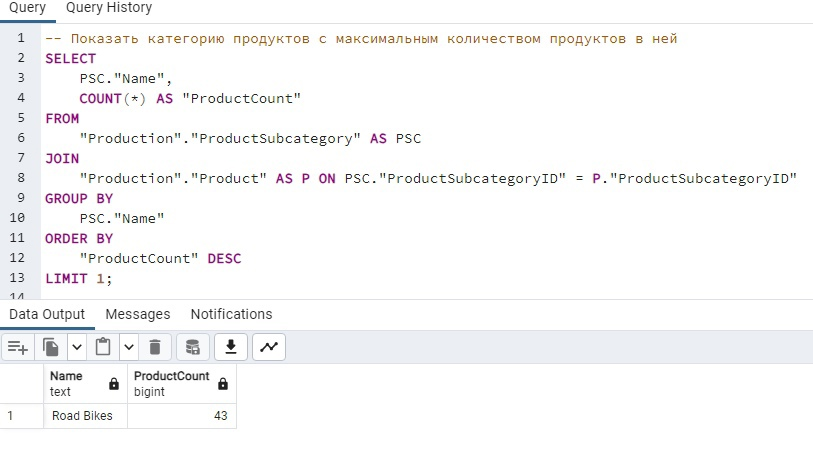 Query Query History
1 -- Показать категорию продуктов с максимальным количеством продуктов в ней
2 SELECT
3 PSC."Name",
4 COUNT(*) AS "ProductCount"
5 FROM
6 "Production"."ProductSubcategory" AS PSC
7 JOIN
8 "Production"."Product" AS P ON PSC."ProductSubcategoryID" = P."ProductSubcategoryID"
9 GROUP BY
10 PSC."Name"
11 ORDER BY
12 "ProductCount" DESC
13 LIMIT 1;
14
Data Output Messages Notifications
Name ProductCount
text bigint
1 Road Bikes 43